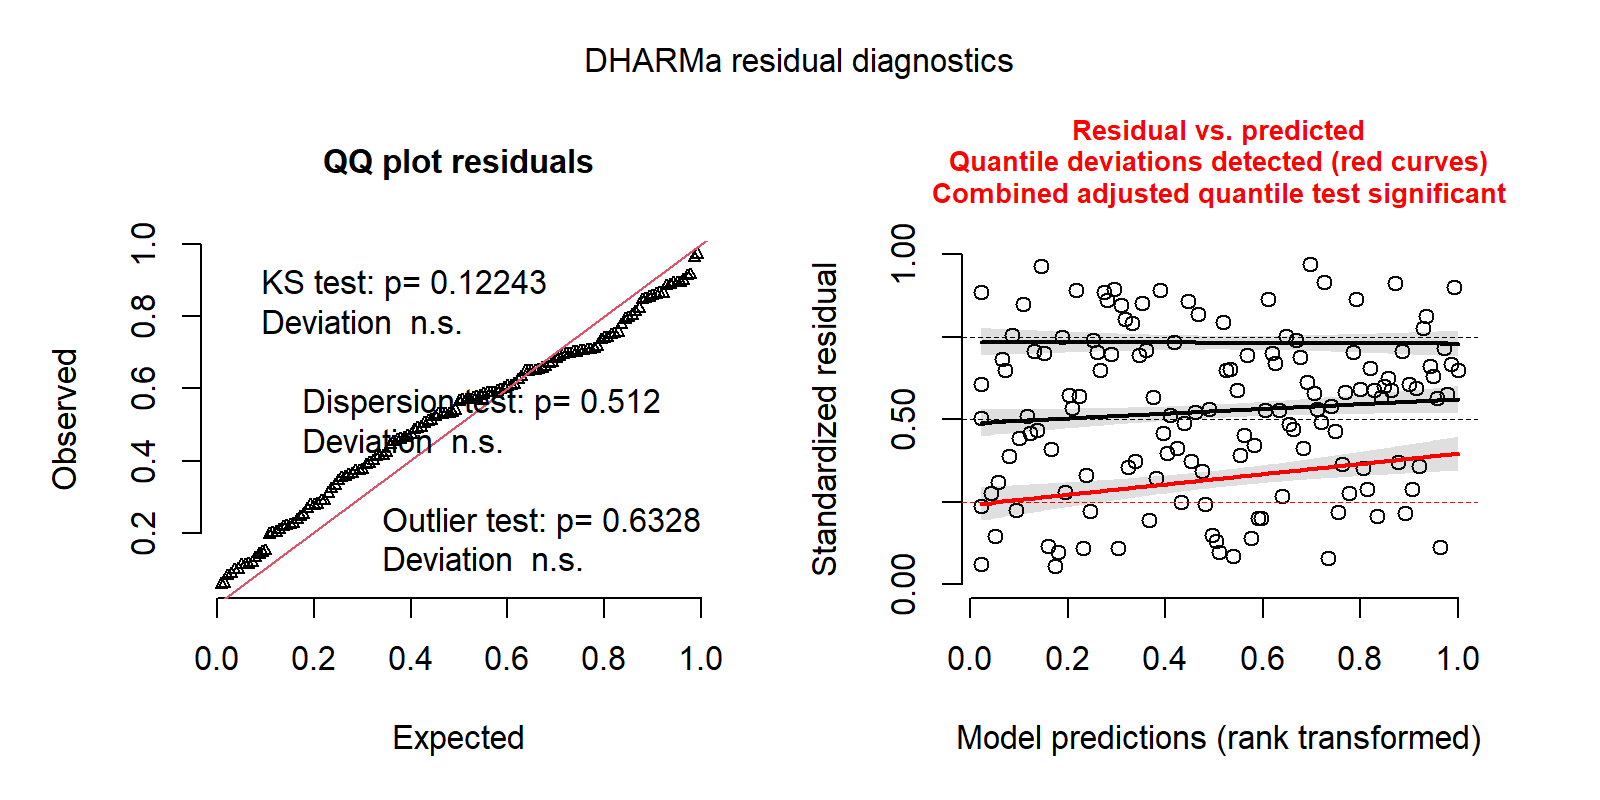 DHARMa residual diagnostics
QQ plot residuals
KS test: p= 0.12243
Deviation  n.s.
Dispersion test: p= 0.512
Deviation  n.s.
Outlier test: p= 0.6328
Deviation  n.s.
Observed
0.2 0.4 0.6 0.8 1.0
0.0 0.2 0.4 0.6 0.8 1.0
Expected
Residual vs. predicted
Quantile deviations detected (red curves)
Combined adjusted quantile test significant
Standardized residual
0.00 0.50 1.00
0.0 0.2 0.4 0.6 0.8 1.0
Model predictions (rank transformed)